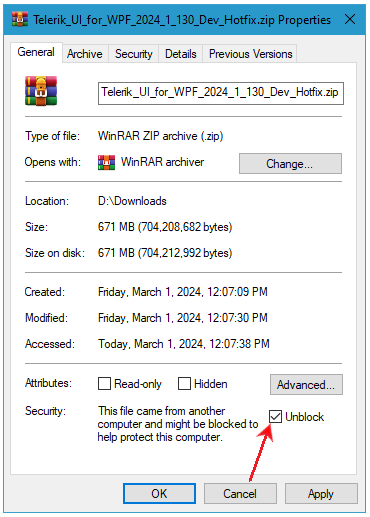 Telerik_UI_for_WPF_2024_1_130_Dev_Hotfix.zip Properties
General Archive Security Details Previous Versions
Telerik_UI_for_WPF_2024_1_130_Dev_Hotfix.zip
Type of file: WinRAR ZIP archive (.zip)
Opens with: WinRAR archiver Change...
Location: D:\Downloads
Size: 671 MB (704,208,682 bytes)
Size on disk: 671 MB (704,212,992 bytes)
Created: Friday, March 1, 2024, 12:07:09 PM
Modified: Friday, March 1, 2024, 12:07:30 PM
Accessed: Today, March 1, 2024, 12:07:38 PM
Attributes: Read-only Hidden Advanced...
Security: This file came from another
computer and might be blocked to
help protect this computer.
Unblock
OK Cancel Apply